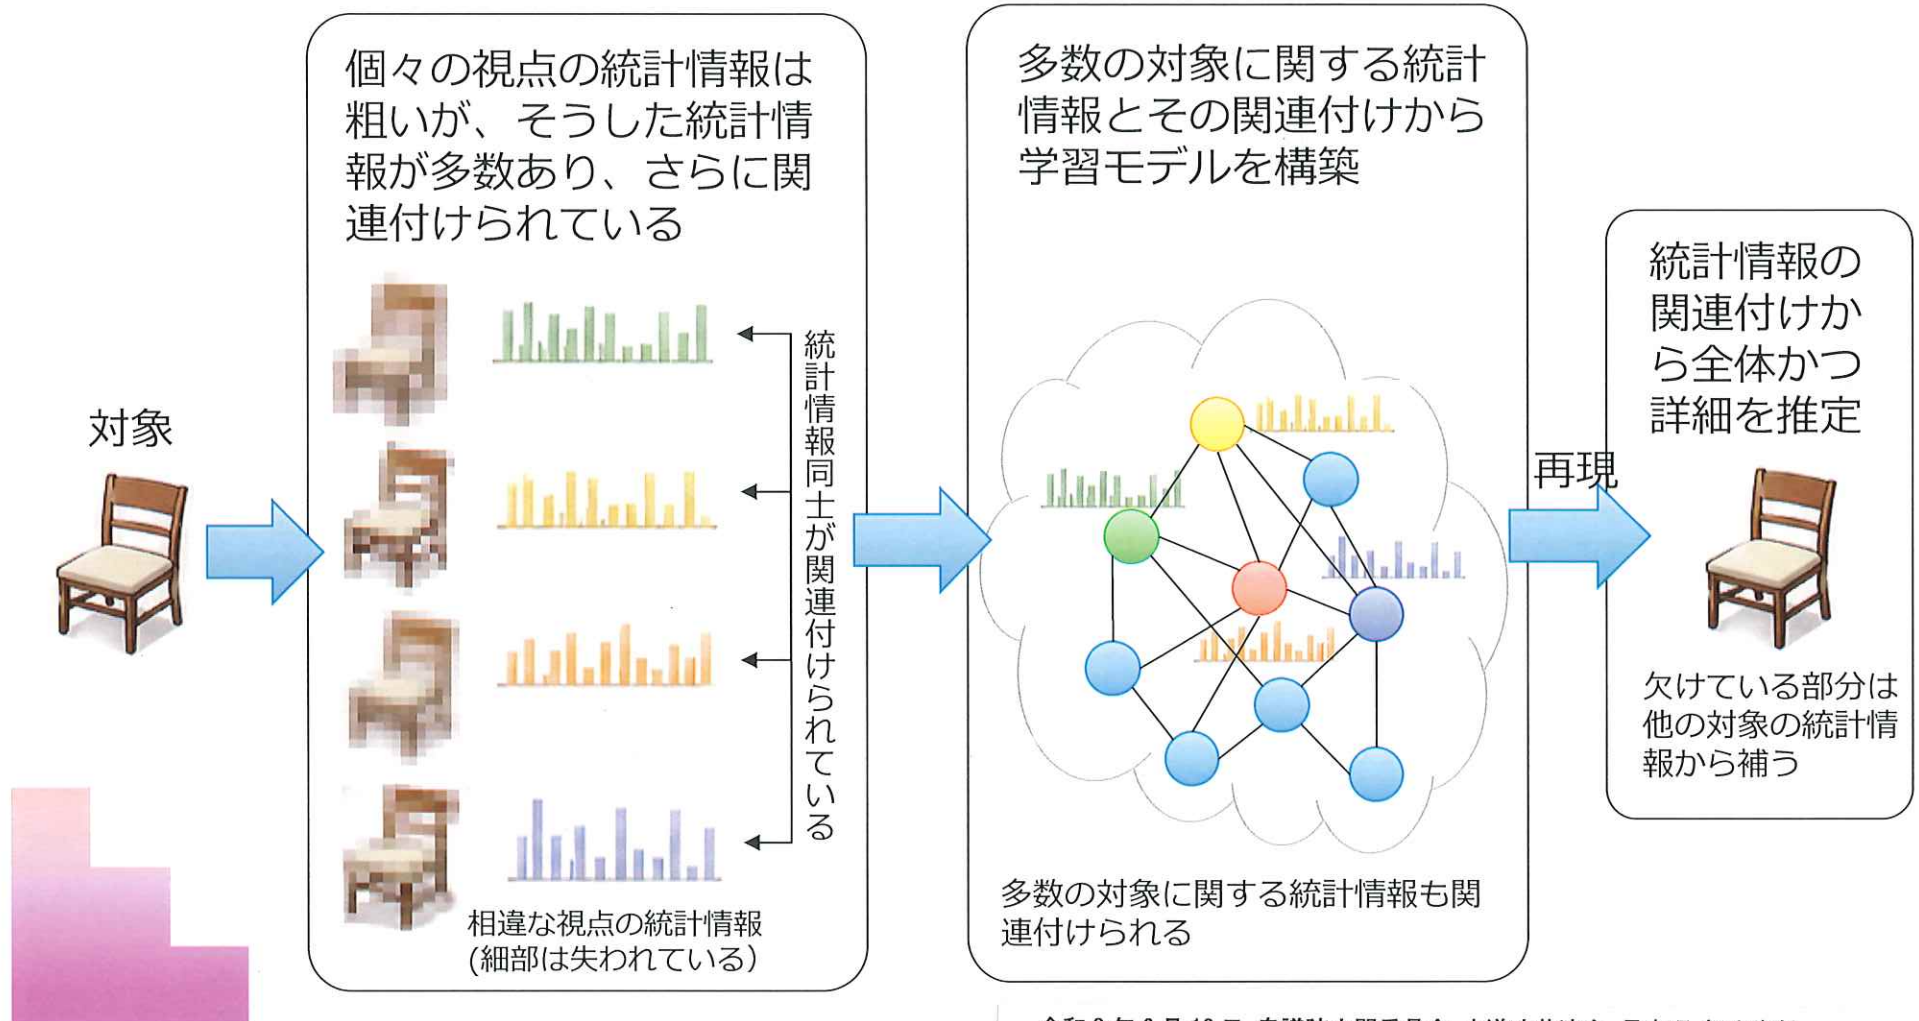 対象
個々の視点の統計情報は
粗いが、そうした統計情
報が多数あり、さらに関
連付けられている
統計情報同士が関連付けられている
相違な視点の統計情報
(細部は失われている)
多数の対象に関する統計
情報とその関連付けから
学習モデルを構築
多数の対象に関する統計情報も関
連付けられる
再現
統計情報の
関連付けか
ら全体かつ
詳細を推定
欠けている部分は
他の対象の統計情
報から補う